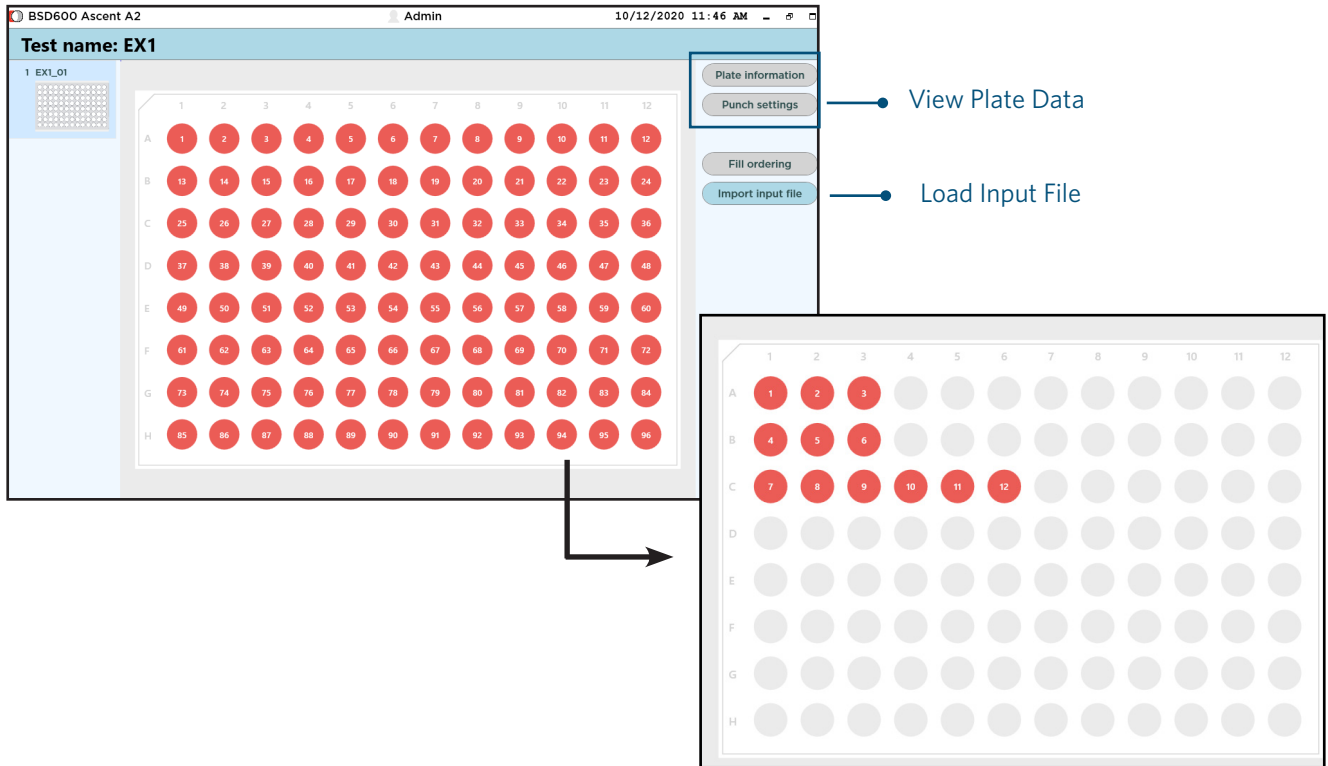 BSD600 Ascent A2 Admin 10/12/2020 11:46 AM
Test name: EX1
1 EX1_01
Plate information
Punch settings
View Plate Data
Fill ordering
Import input file
Load Input File
1 2 3 4 5 6 7 8 9 10 11 12
A 1 2 3 4 5 6 7 8 9 10 11 12
B 13 14 15 16 17 18 19 20 21 22 23 24
C 25 26 27 28 29 30 31 32 33 34 35 36
D 37 38 39 40 41 42 43 44 45 46 47 48
E 49 50 51 52 53 54 55 56 57 58 59 60
F 61 62 63 64 65 66 67 68 69 70 71 72
G 73 74 75 76 77 78 79 80 81 82 83 84
H 85 86 87 88 89 90 91 92 93 94 95 96
1 2 3 4 5 6 7 8 9 10 11 12
A 1 2 3
B 4 5 6
C 7 8 9 10 11 12
D
E
F
G
H